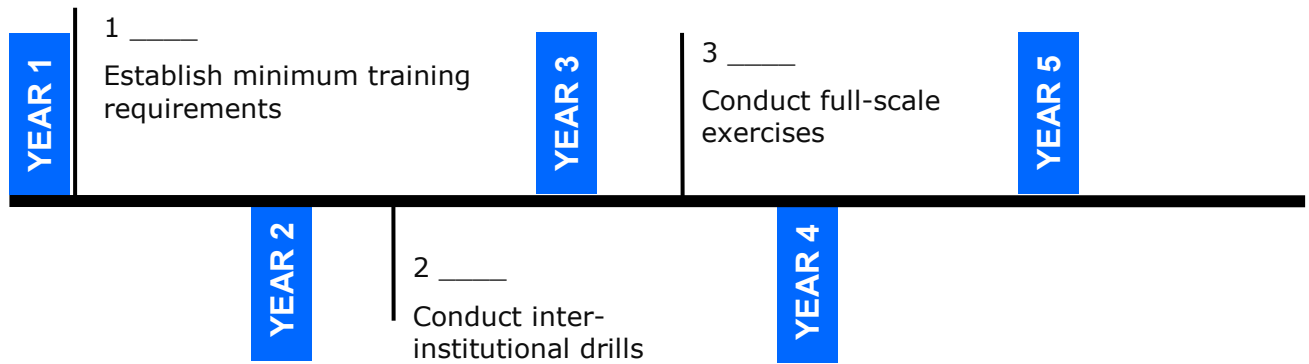 YEAR 1
1 ____
Establish minimum training
requirements
YEAR 2
2 ____
Conduct inter-
institutional drills
YEAR 3
3 ____
Conduct full-scale
exercises
YEAR 4
YEAR 5